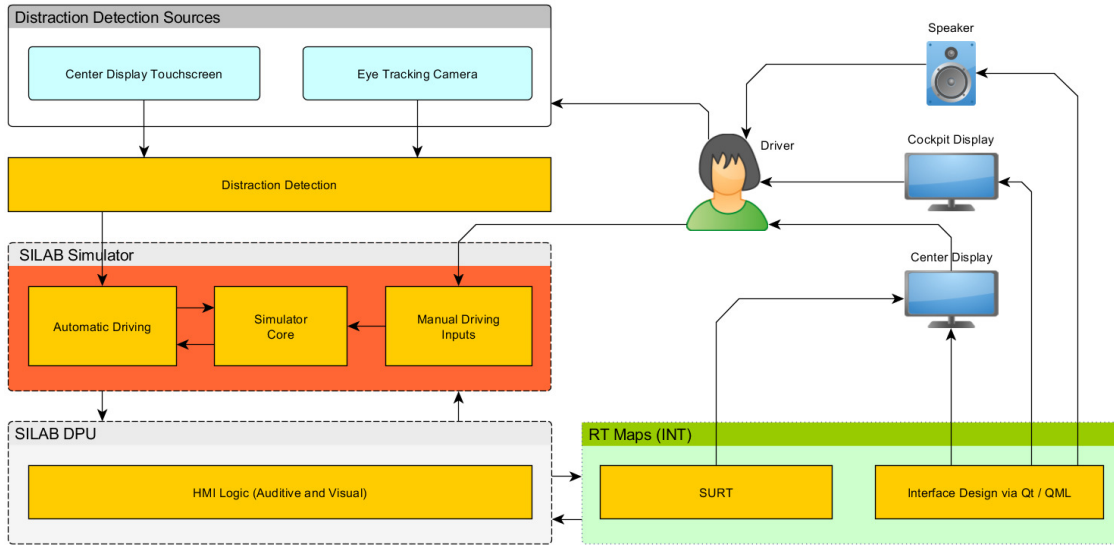 Distraction Detection Sources
Center Display Touchscreen
Eye Tracking Camera
Speaker
Driver
Cockpit Display
Distraction Detection
SILAB Simulator
Center Display
Automatic Driving
Simulator
Core
Manual Driving
Inputs
SILAB DPU
RT Maps (INT)
HMI Logic (Auditive and Visual)
SURT
Interface Design via Qt / QML